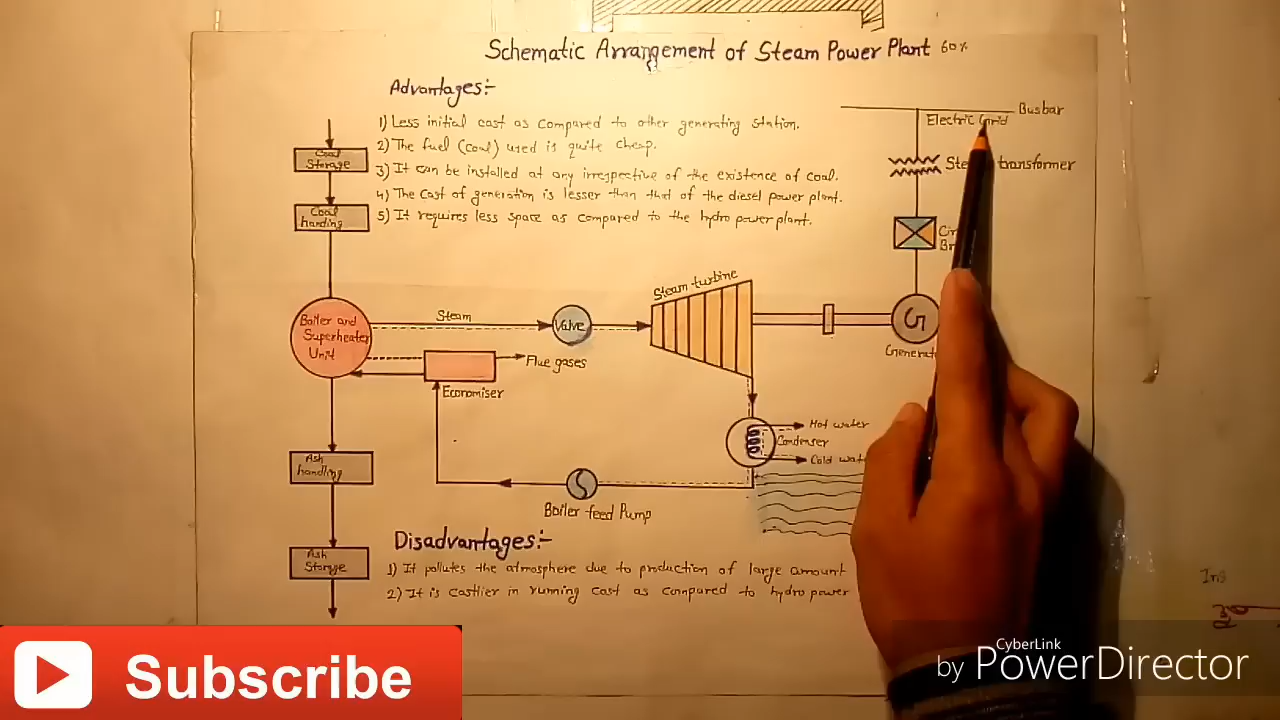 Schematic Arrangement of Steam Power Plant 60%
Advantages:-
1) Less initial cast as compared to other generating station.
2) The fuel (coal) used is quite cheap.
3) It can be installed at any irrespective of the existence of coal.
4) The cast of generation is lesser than that of the diesel power plant.
5) It requires less space as compared to the hydro power plant.
Busbar
Electric Grid
transformer
Coal
Storage
Coal
handing
Steam turbine
Boiler and
Superheater
Unit
Steam
Valve
G
Flue gases
Economiser
Hot water
Condenser
Cold
Ash
handling
Boiler feed Pump
Disadvantages:-
1) It pollutes the atmosphere due to production of large amount
2) It is castlier in running cast as compared to hydro power
Ash
Storage
Subscribe
CyberLink
by PowerDirector